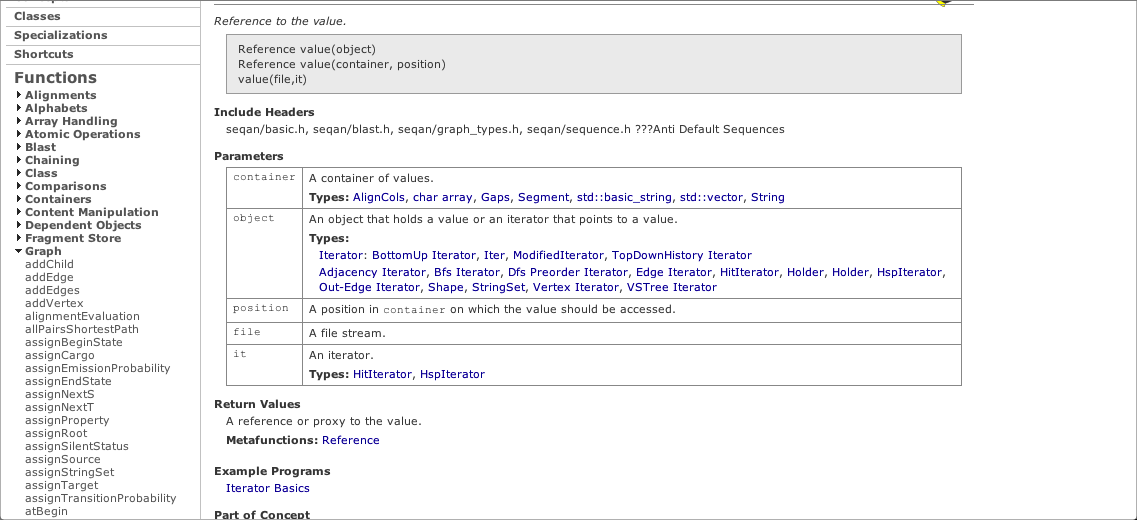 Classes
Specializations
Shortcuts
Functions
Alignments
Alphabets
Array Handling
Atomic Operations
Blast
Chaining
Class
Comparisons
Containers
Content Manipulation
Dependent Objects
Fragment Store
Graph
addChild
addEdge
addEdges
addVertex
alignmentEvaluation
allPairsShortestPath
assignBeginState
assignCargo
assignEmissionProbability
assignEndState
assignNextS
assignNextT
assignProperty
assignRoot
assignSilentStatus
assignSource
assignStringSet
assignTarget
assignTransitionProbability
atBegin
Reference to the value.
Reference value(object)
Reference value(container, position)
value(file,it)
Include Headers
seqan/basic.h, seqan/blast.h, seqan/graph_types.h, seqan/sequence.h ???Anti Default Sequences
Parameters
container A container of values.
Types: AlignCols, char array, Gaps, Segment, std::basic_string, std::vector, String
object An object that holds a value or an iterator that points to a value.
Types:
Iterator: BottomUp Iterator, Iter, ModifiedIterator, TopDownHistory Iterator
Adjacency Iterator, Bfs Iterator, Dfs Preorder Iterator, Edge Iterator, HitIterator, Holder, Holder, HspIterator,
Out-Edge Iterator, Shape, StringSet, Vertex Iterator, VSTree Iterator
position A position in container on which the value should be accessed.
file A file stream.
it An iterator.
Types: HitIterator, HspIterator
Return Values
A reference or proxy to the value.
Metafunctions: Reference
Example Programs
Iterator Basics
Part of Concept